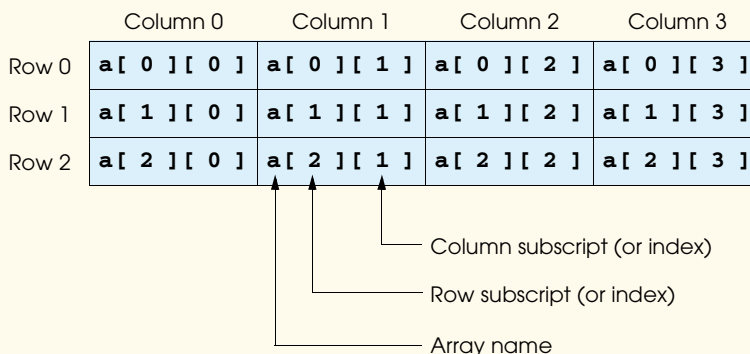 Column 0 Column 1 Column 2 Column 3
Row 0 a[ 0 ][ 0 ] a[ 0 ][ 1 ] a[ 0 ][ 2 ] a[ 0 ][ 3 ]
Row 1 a[ 1 ][ 0 ] a[ 1 ][ 1 ] a[ 1 ][ 2 ] a[ 1 ][ 3 ]
Row 2 a[ 2 ][ 0 ] a[ 2 ][ 1 ] a[ 2 ][ 2 ] a[ 2 ][ 3 ]
Column subscript (or index)
Row subscript (or index)
Array name